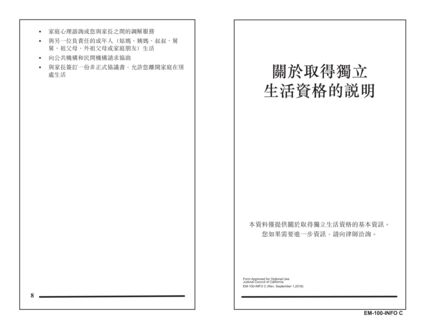 • 家庭心理諮詢或您與家長之間的調解服務
• 與另一位負責任的成年人（姑媽、姨媽、叔叔、舅
舅、祖父母、外祖父母或家庭朋友）生活
• 向公共機構和民間機構請求協助
• 與家長簽訂一份非正式協議書，允許您離開家庭在別
處生活
8
關於取得獨立
生活資格的説明
本資料僅提供關於取得獨立生活資格的基本資訊。
您如果需要進一步資訊，請向律師洽詢。
Form Approved for Optional Use
Judicial Council of California
EM-100-INFO C [Rev. September 1, 2018]
EM-100-INFO C